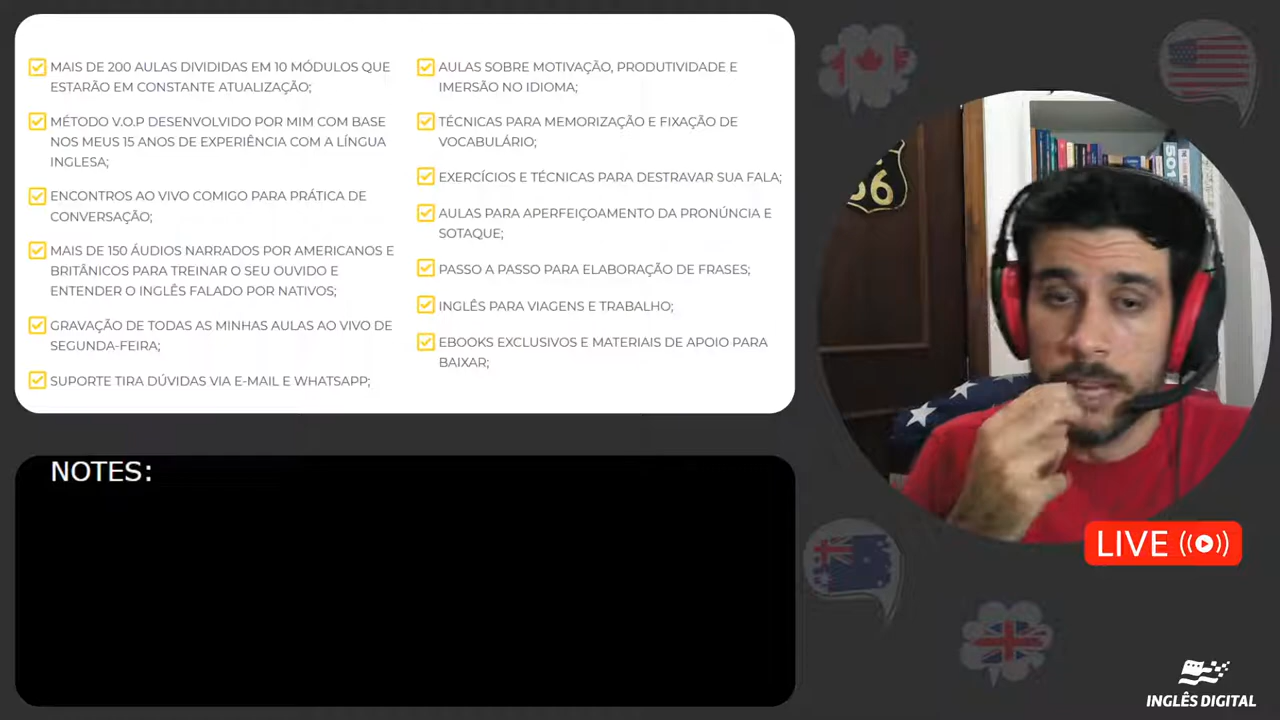 MAIS DE 200 AULAS DIVIDIDAS EM 10 MÓDULOS QUE
ESTARÃO EM CONSTANTE ATUALIZAÇÃO;
MÉTODO V.O.P DESENVOLVIDO POR MIM COM BASE
NOS MEUS 15 ANOS DE EXPERIÊNCIA COM A LÍNGUA
INGLESA;
ENCONTROS AO VIVO COMIGO PARA PRÁTICA DE
CONVERSAÇÃO;
MAIS DE 150 ÁUDIOS NARRADOS POR AMERICANOS E
BRITÂNICOS PARA TREINAR O SEU OUVIDO E
ENTENDER O INGLÊS FALADO POR NATIVOS;
GRAVAÇÃO DE TODAS AS MINHAS AULAS AO VIVO DE
SEGUNDA-FEIRA;
SUPORTE TIRA DÚVIDAS VIA E-MAIL E WHATSAPP;
AULAS SOBRE MOTIVAÇÃO, PRODUTIVIDADE E
IMERSÃO NO IDIOMA;
TÉCNICAS PARA MEMORIZAÇÃO E FIXAÇÃO DE
VOCABULÁRIO;
EXERCÍCIOS E TÉCNICAS PARA DESTRAVAR SUA FALA;
AULAS PARA APERFEIÇOAMENTO DA PRONÚNCIA E
SOTAQUE;
PASSO A PASSO PARA ELABORAÇÃO DE FRASES;
INGLÊS PARA VIAGENS E TRABALHO;
EBOOKS EXCLUSIVOS E MATERIAIS DE APOIO PARA
BAIXAR;
NOTES:
66
501
LIVE
INGLÊS DIGITAL